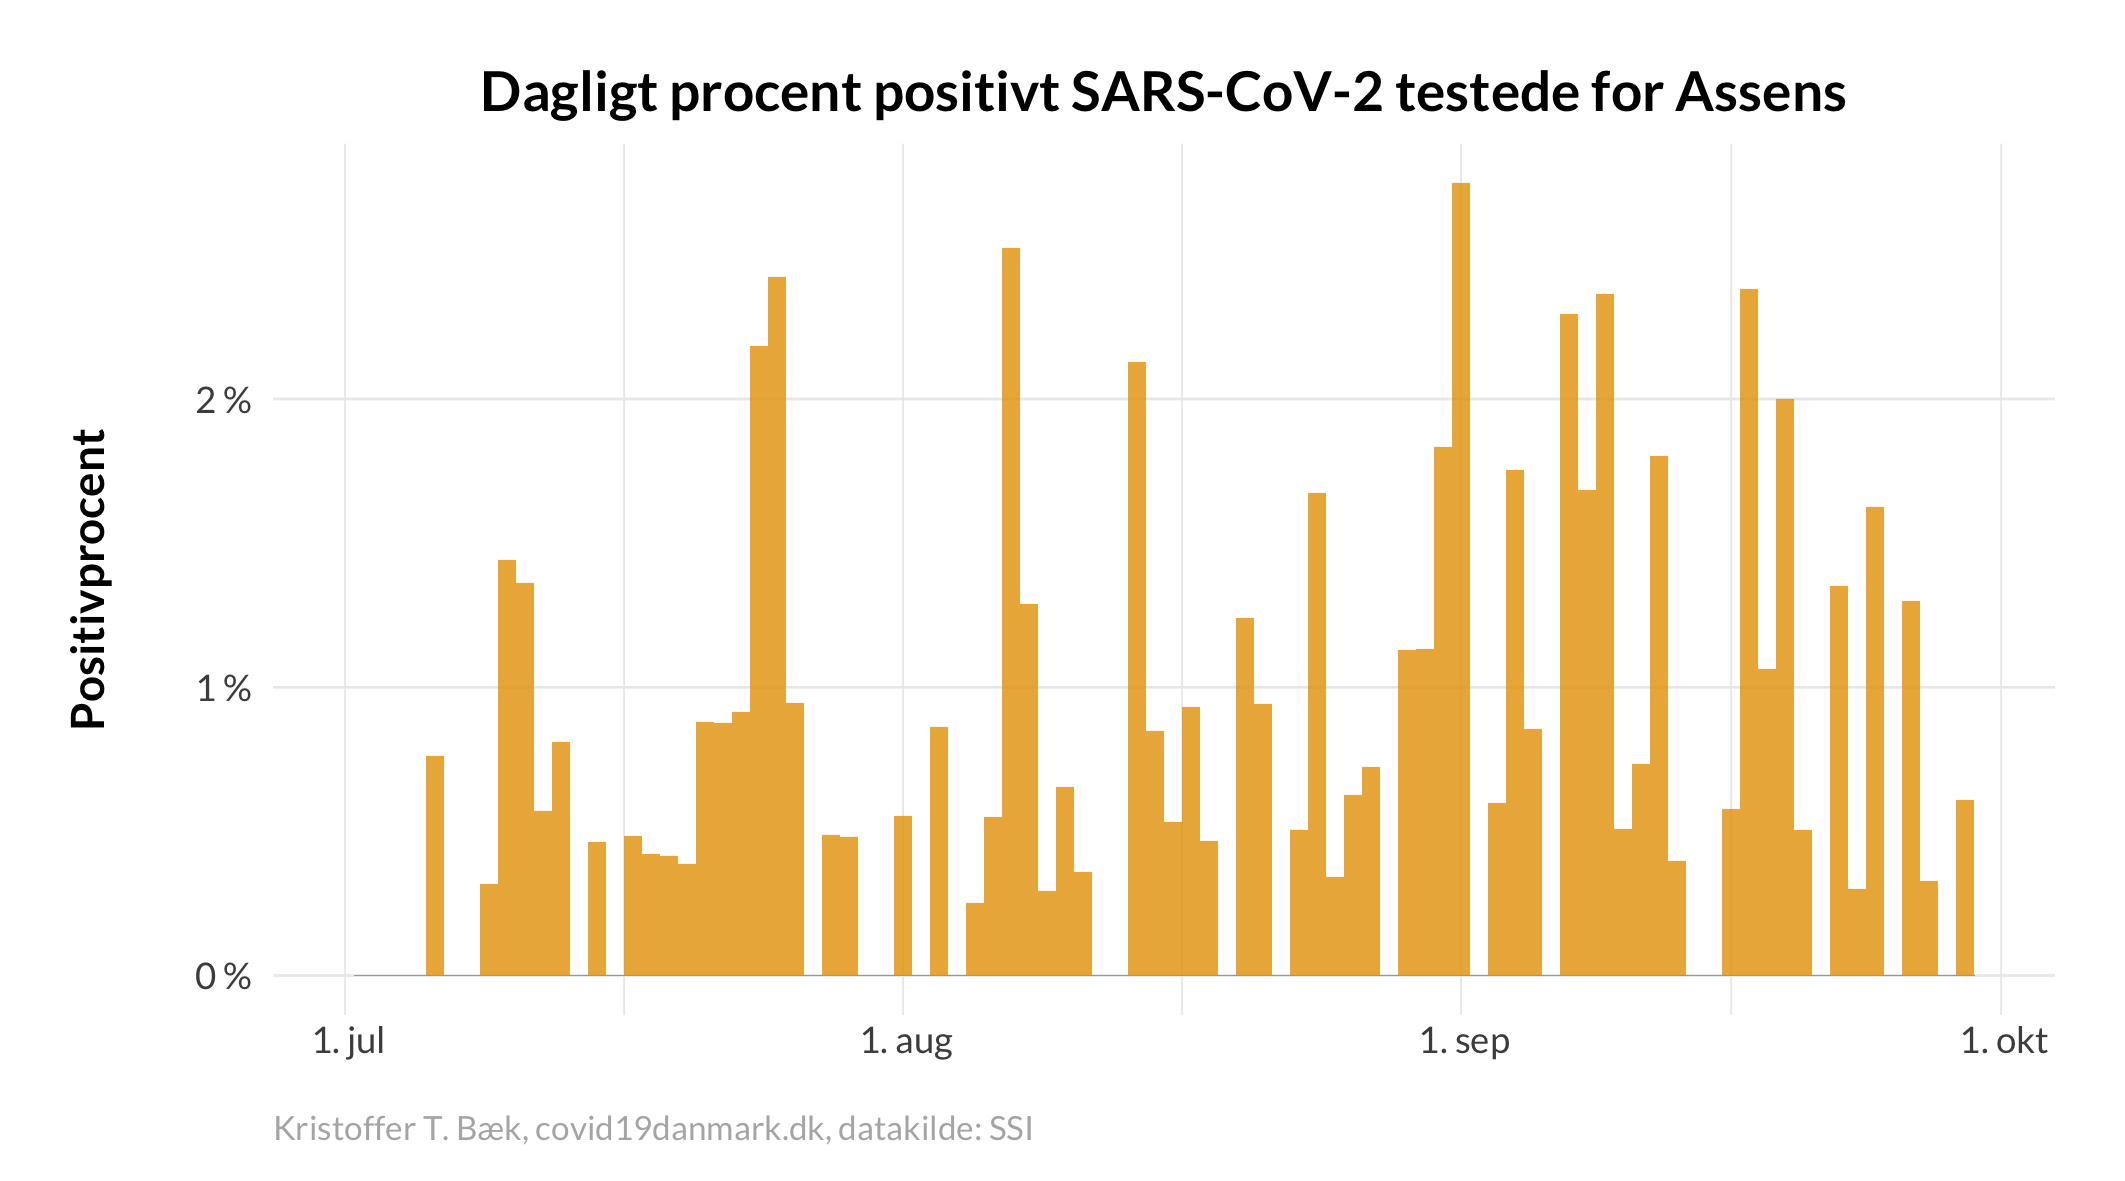 Dagligt procent positivt SARS-CoV-2 testede for Assens
Positivprocent
2 %
1 %
0 %
1. jul
1. aug
1. sep
1. okt
Kristoffer T. Bæk, covid19danmark.dk, datakilde: SSI